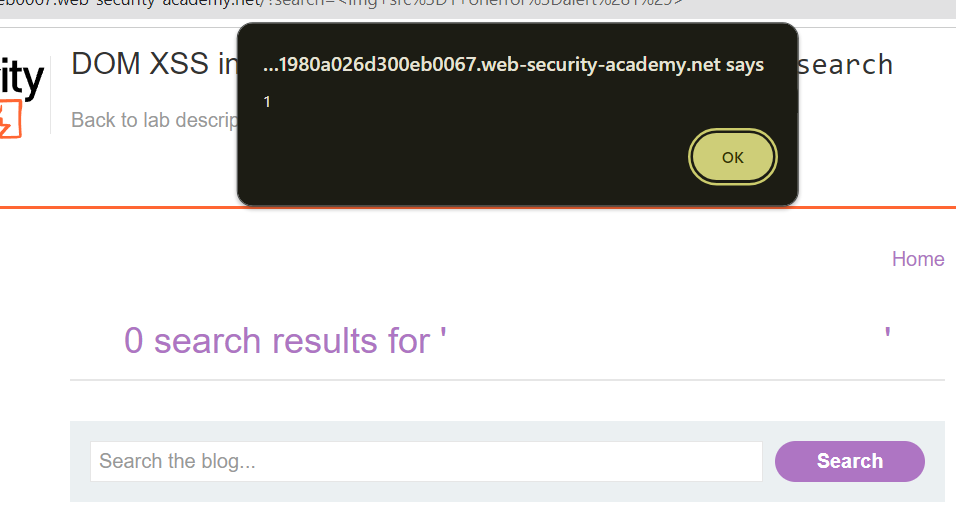 eb0067.web-security-academy.net/?search=<img+src%3D1+onerror%3Dalert%281%29>
ity
DOM XSS in
search
Back to lab descrip
...1980a026d300eb0067.web-security-academy.net says
1
OK
Home
0 search results for ' '
Search the blog...
Search